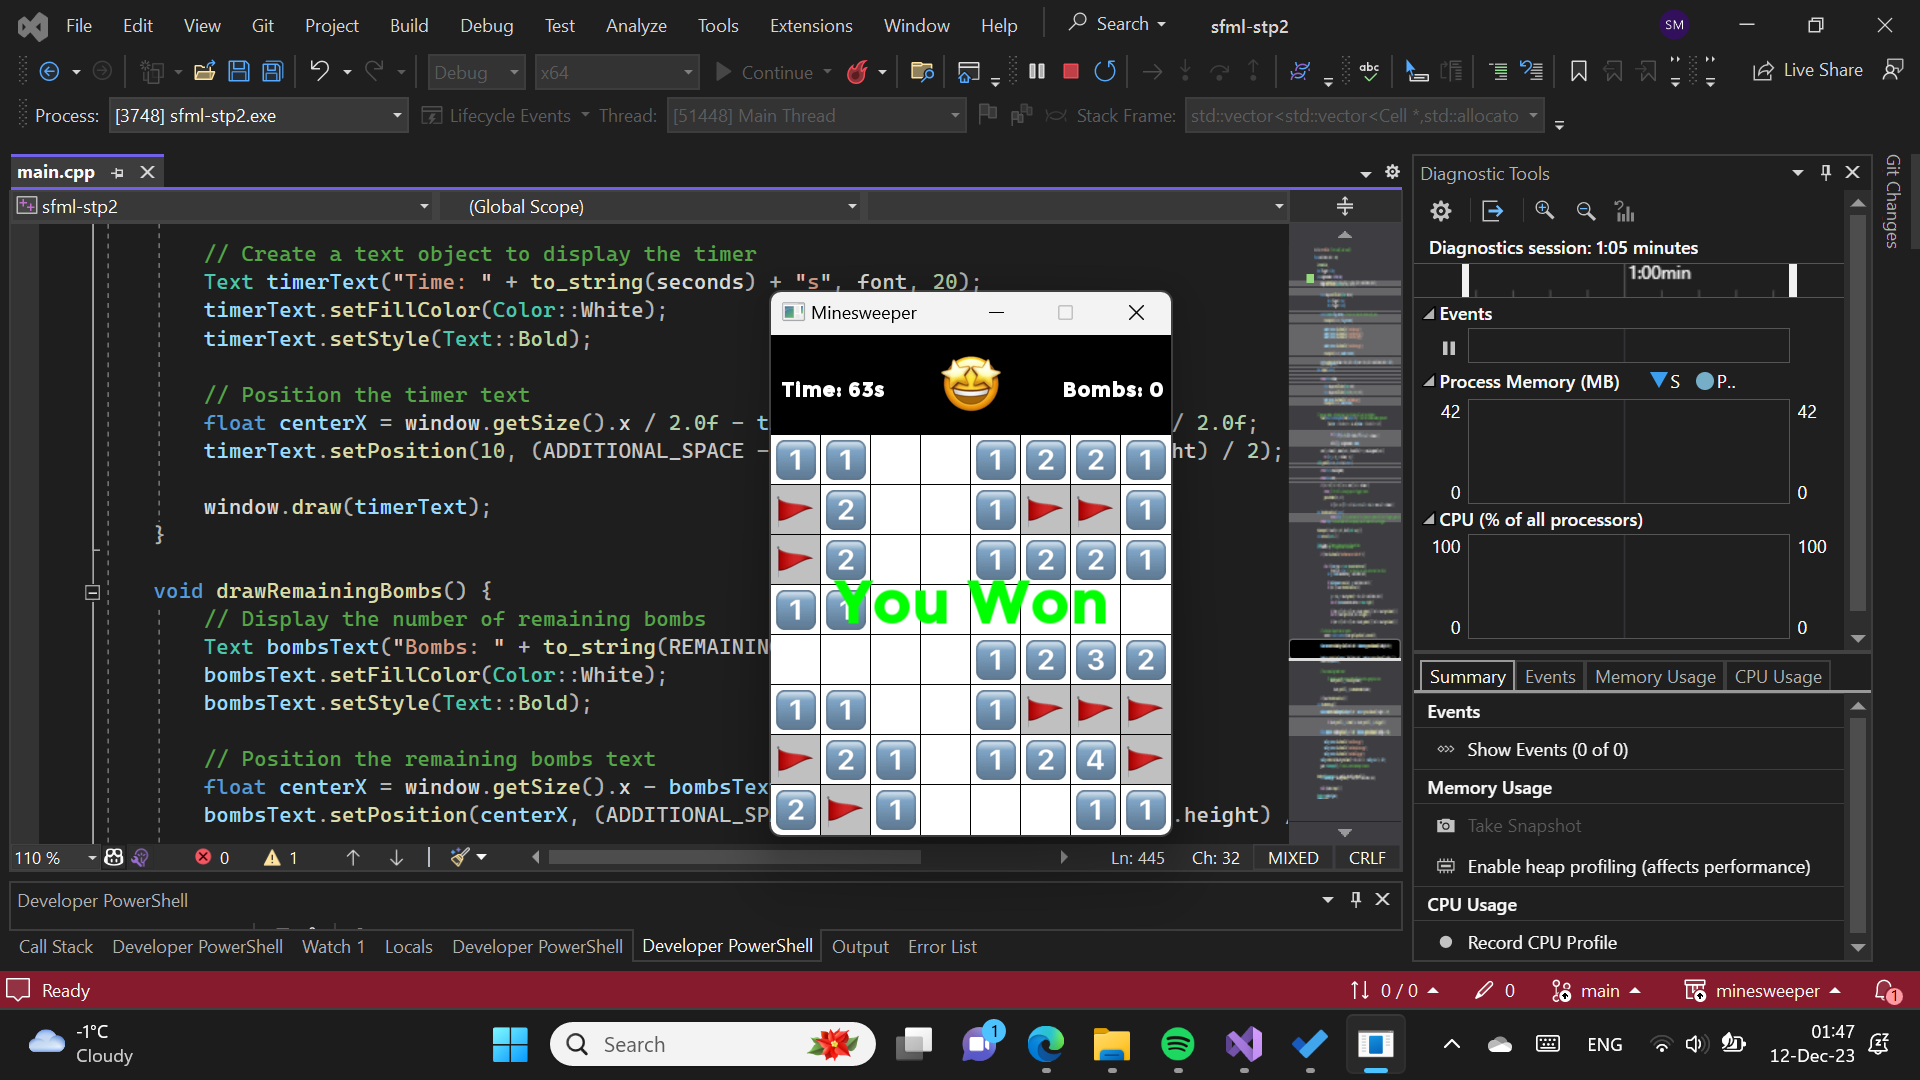 File Edit View Git Project Build Debug Test Analyze Tools Extensions Window Help Search sfml-stp2 SM
Debug x64 Continue abc Live Share
Process: [3748] sfml-stp2.exe Lifecycle Events Thread: [51448] Main Thread Stack Frame: std::vector<std::vector<Cell *,std::allocato
main.cpp
sfml-stp2 (Global Scope)
// Create a text object to display the timer
Text timerText("Time: " + to_string(seconds) + "s", font, 20);
timerText.setFillColor(Color::White);
timerText.setStyle(Text::Bold);
// Position the timer text
float centerX = window.getSize().x / 2.0f - t / 2.0f;
timerText.setPosition(10, (ADDITIONAL_SPACE - ht) / 2);
window.draw(timerText);
}
void drawRemainingBombs() {
// Display the number of remaining bombs
Text bombsText("Bombs: " + to_string(REMAININ
bombsText.setFillColor(Color::White);
bombsText.setStyle(Text::Bold);
// Position the remaining bombs text
float centerX = window.getSize().x - bombsTex
bombsText.setPosition(centerX, (ADDITIONAL_SP .height) /
Minesweeper
Time: 63s Bombs: 0
1 1 1 2 2 1
2 1 1
2 1 2 2 1
1 1
You Won
1 2 3 2
1 1 1
2 1 1 2 4
2 1 1 1
110 % 0 1 Ln: 445 Ch: 32 MIXED CRLF
Developer PowerShell
Call Stack Developer PowerShell Watch 1 Locals Developer PowerShell Developer PowerShell Output Error List
Diagnostic Tools
Diagnostics session: 1:05 minutes
1:00min
Events
Process Memory (MB) S P..
42 42
0 0
CPU (% of all processors)
100 100
0 0
Summary Events Memory Usage CPU Usage
Events
Show Events (0 of 0)
Memory Usage
Take Snapshot
Enable heap profiling (affects performance)
CPU Usage
Record CPU Profile
Git Changes
Ready 0 / 0 0 main minesweeper 1
-1°C
Cloudy
Search
1
ENG
01:47
12-Dec-23